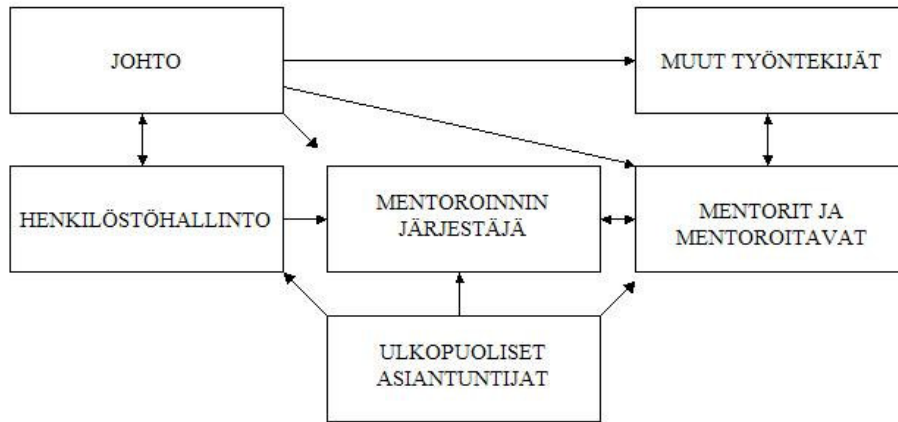 JOHTO
MUUT TYÖNTEKIJÄT
HENKILÖSTÖHALLINTO
MENTOROINNIN
JÄRJESTÄJÄ
MENTORIT JA
MENTOROITAVAT
ULKOPUOLISET
ASIANTUNTIJAT